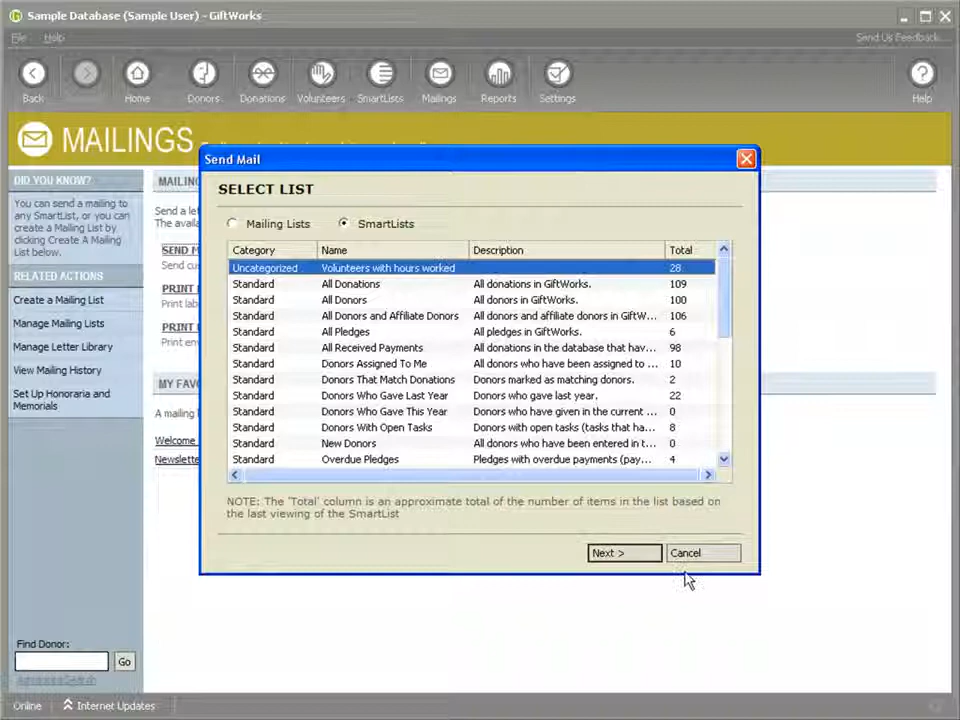 Sample Database (Sample User) - GiftWorks
File Help Send Us Feedback...
Back Home Donors Donations Volunteers SmartLists Mailings Reports Settings Help
MAILINGS
DID YOU KNOW?
You can send a mailing to
any SmartList, or you can
create a Mailing List by
clicking Create A Mailing
List below.
RELATED ACTIONS
Create a Mailing List
Manage Mailing Lists
Manage Letter Library
View Mailing History
Set Up Honoraria and
Memorials
Find Donor:
Go
Advanced Search
MAILING
Send a le
The availa
SEND M
Send cu
PRINT
Print lab
PRINT
Print env
MY FAVO
A mailing l
Welcome
Newslette
Send Mail
SELECT LIST
Mailing Lists SmartLists
Category Name Description Total
Uncategorized Volunteers with hours worked 28
Standard All Donations All donations in GiftWorks. 109
Standard All Donors All donors in GiftWorks. 100
Standard All Donors and Affiliate Donors All donors and affiliate donors in GiftW... 106
Standard All Pledges All pledges in GiftWorks. 6
Standard All Received Payments All donations in the database that hav... 98
Standard Donors Assigned To Me All donors who have been assigned to ... 10
Standard Donors That Match Donations Donors marked as matching donors. 2
Standard Donors Who Gave Last Year Donors who gave last year. 22
Standard Donors Who Gave This Year Donors who have given in the current ... 0
Standard Donors With Open Tasks Donors with open tasks (tasks that ha... 8
Standard New Donors All donors who have been entered in t... 0
Standard Overdue Pledges Pledges with overdue payments (pay... 4
NOTE: The 'Total' column is an approximate total of the number of items in the list based on
the last viewing of the SmartList
Next > Cancel
Online Internet Updates